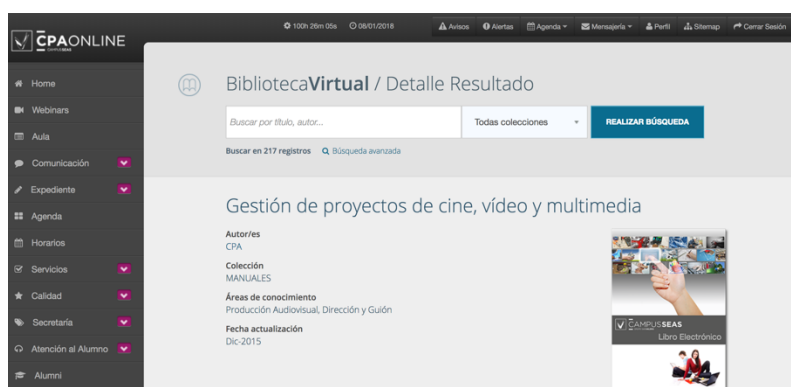 100h 26m 05s 08/01/2018 Avisos Alertas Agenda Mensajería Perfil Sitemap Cerrar Sesión
CPAONLINE
Home
Webinars
Aula
Comunicación
Expediente
Agenda
Horarios
Servicios
Calidad
Secretaría
Atención al Alumno
Alumni
BibliotecaVirtual / Detalle Resultado
Buscar por título, autor... Todas colecciones REALIZAR BÚSQUEDA
Buscar en 217 registros Búsqueda avanzada
Gestión de proyectos de cine, vídeo y multimedia
Autor/es
CPA
Colección
MANUALES
Áreas de conocimiento
Producción Audiovisual, Dirección y Guión
Fecha actualización
Dic-2015
CAMPUSSEAS
Libro Electrónico